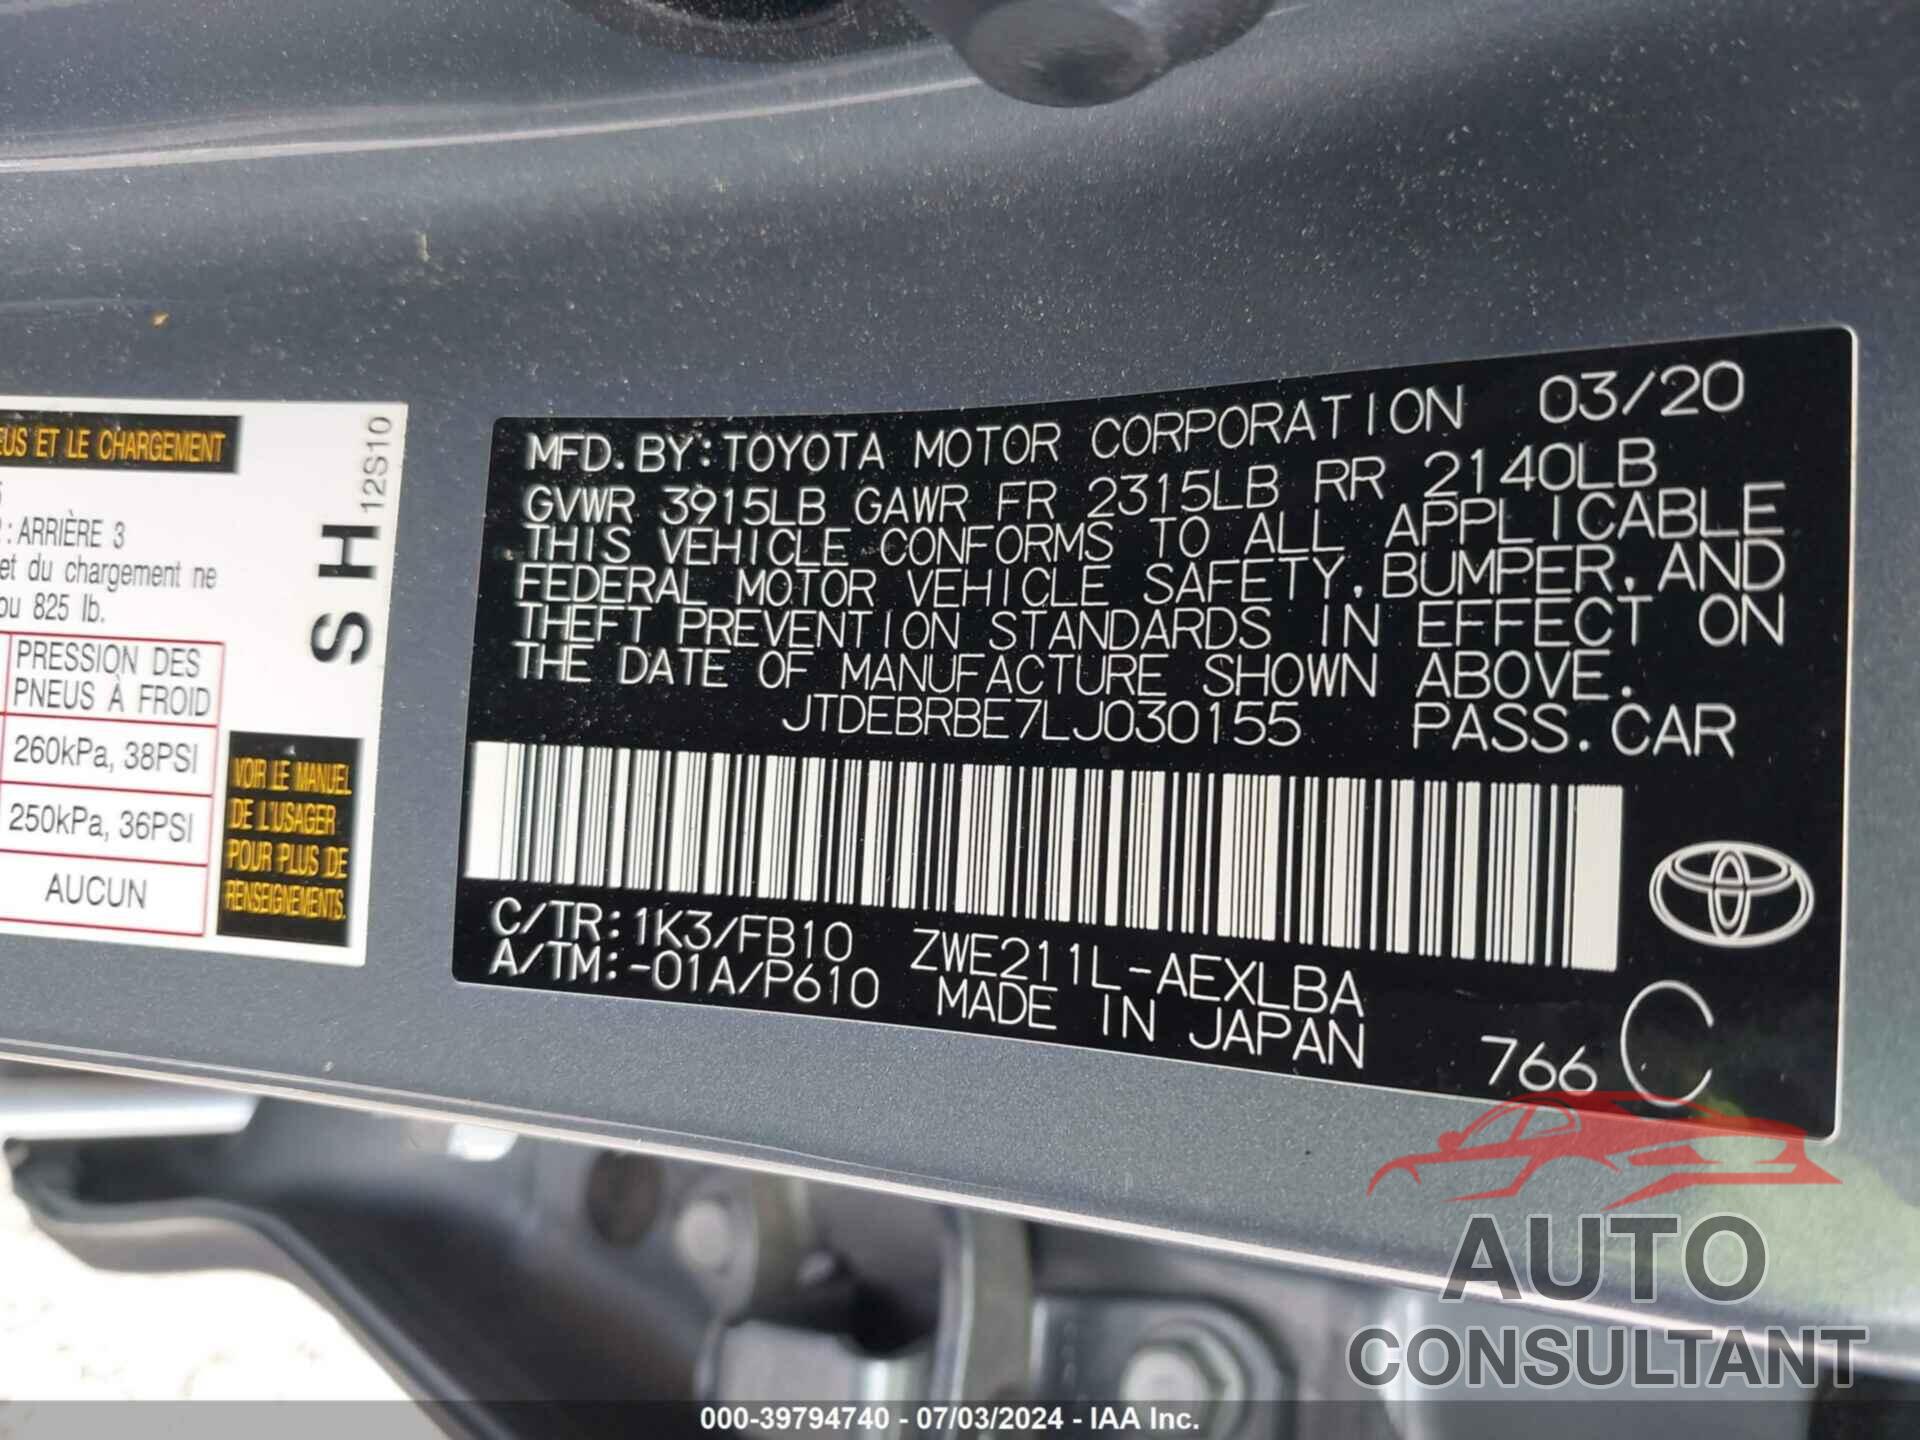 EUS ET LE CHARGEMENT
: ARRIÈRE 3
et du chargement ne
ou 825 lb.
PRESSION DES
PNEUS À FROID
260kPa, 38PSI
250kPa, 36PSI
AUCUN
SH
12S10
VOIR LE MANUEL
DE L'USAGER
POUR PLUS DE
RENSEIGNEMENTS.
MFD. BY: TOYOTA MOTOR CORPORATION 03/20
GVWR 3915LB GAWR FR 2315LB RR 2140LB
THIS VEHICLE CONFORMS TO ALL APPLICABLE
FEDERAL MOTOR VEHICLE SAFETY, BUMPER, AND
THEFT PREVENTION STANDARDS IN EFFECT ON
THE DATE OF MANUFACTURE SHOWN ABOVE.
JTDEBRBE7LJ030155 PASS. CAR
C/TR: 1K3/FB10 ZWE211L-AEXLBA
A/TM: -01A/P610 MADE IN JAPAN
766 C
AUTO
CONSULTANT
000-39794740 - 07/03/2024 - IAA Inc.